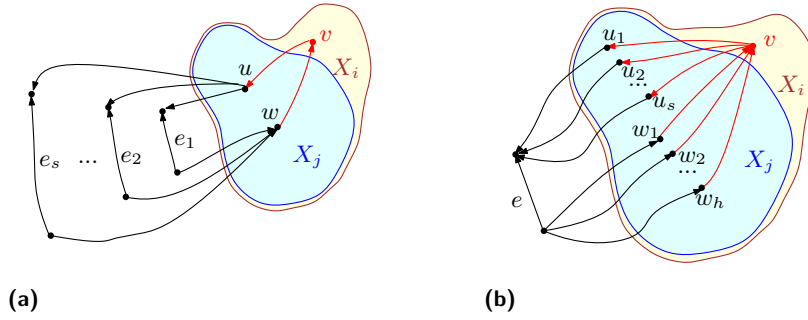 v
u
X_i
w
e_s ... e_2 e_1
X_j
(a)
u_1
v
u_2
...
X_i
u_s
w_1
w_2
X_j
...
e
w_h
(b)